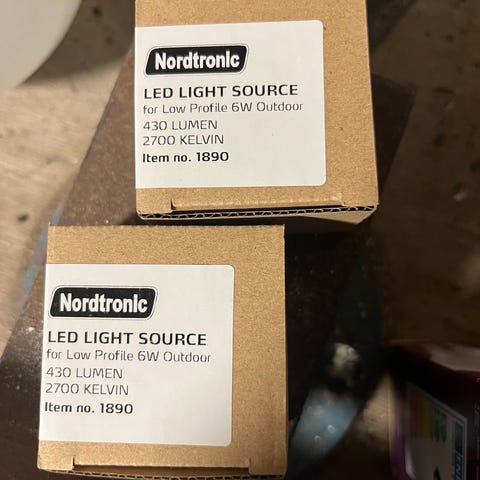 Nordtronic
LED LIGHT SOURCE
for Low Profile 6W Outdoor
430 LUMEN
2700 KELVIN
Item no. 1890
Nordtronic
LED LIGHT SOURCE
for Low Profile 6W Outdoor
430 LUMEN
2700 KELVIN
Item no. 1890